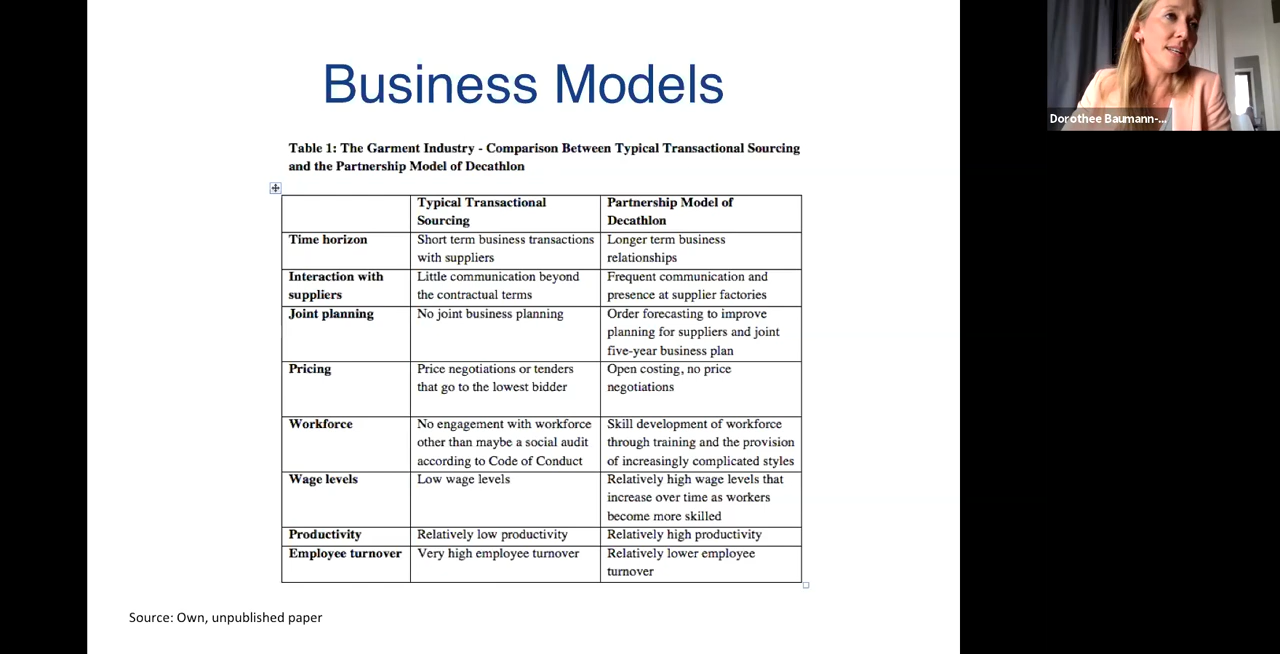 Business Models
Table 1: The Garment Industry - Comparison Between Typical Transactional Sourcing
and the Partnership Model of Decathlon
Typical Transactional
Sourcing
Partnership Model of
Decathlon
Time horizon
Short term business transactions
with suppliers
Longer term business
relationships
Interaction with
suppliers
Little communication beyond
the contractual terms
Frequent communication and
presence at supplier factories
Joint planning
No joint business planning
Order forecasting to improve
planning for suppliers and joint
five-year business plan
Pricing
Price negotiations or tenders
that go to the lowest bidder
Open costing, no price
negotiations
Workforce
No engagement with workforce
other than maybe a social audit
according to Code of Conduct
Skill development of workforce
through training and the provision
of increasingly complicated styles
Wage levels
Low wage levels
Relatively high wage levels that
increase over time as workers
become more skilled
Productivity
Relatively low productivity
Relatively high productivity
Employee turnover
Very high employee turnover
Relatively lower employee
turnover
Source: Own, unpublished paper
Dorothee Baumann-...